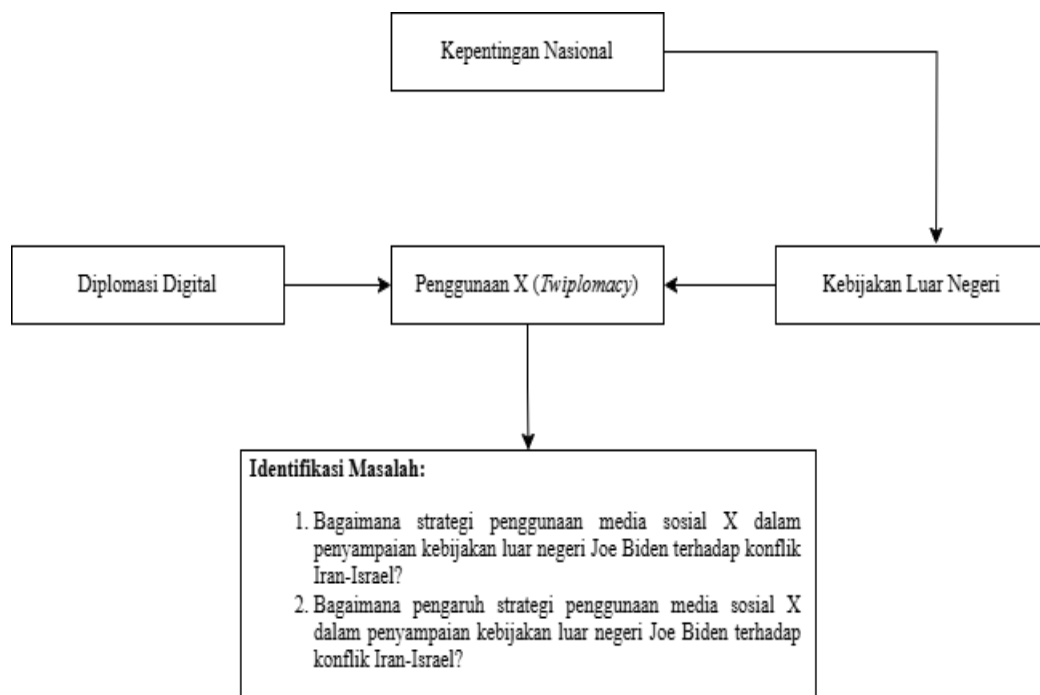 Kepentingan Nasional
Diplomasi Digital
Penggunaan X (Twiplomacy)
Kebijakan Luar Negeri
Identifikasi Masalah:
1. Bagaimana strategi penggunaan media sosial X dalam
penyampaian kebijakan luar negeri Joe Biden terhadap konflik
Iran-Israel?
2. Bagaimana pengaruh strategi penggunaan media sosial X
dalam penyampaian kebijakan luar negeri Joe Biden terhadap
konflik Iran-Israel?